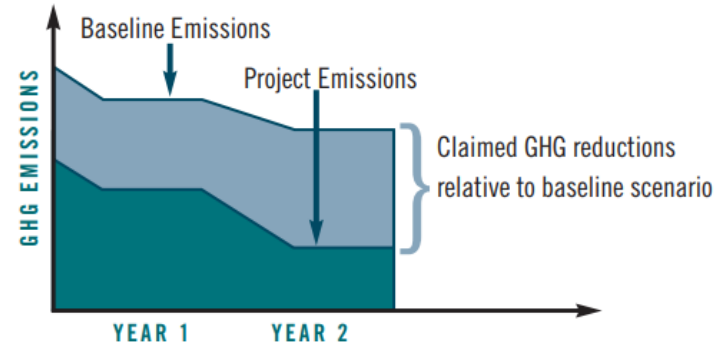 Baseline Emissions
Project Emissions
GHG EMISSIONS
Claimed GHG reductions
relative to baseline scenario
YEAR 1
YEAR 2